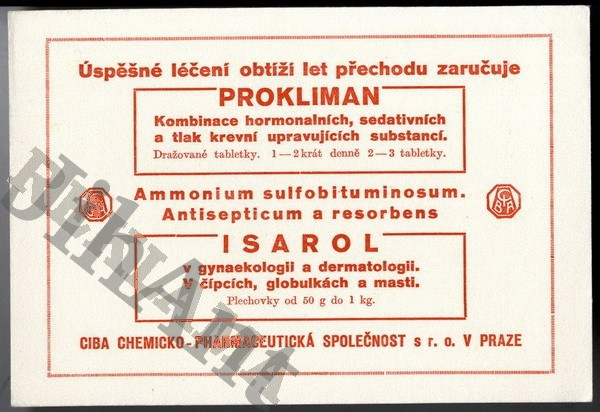 Úspěšné léčení obtíží let přechodu zaručuje
PROKLIMAN
Kombinace hormonalních, sedativních
a tlak krevní upravujících substancí.
Dražované tabletky. 1—2krát denně 2—3 tabletky.
Ammonium sulfobituminosum.
Antisepticum a resorbens
CIBA
ISAROL
v gynaekologii a dermatologii.
V čípcích, globulkách a masti.
Plechovky od 50 g do 1 kg.
CIBA CHEMICKO-PHARMACEUTICKÁ SPOLEČNOST s r. o. V PRAZE